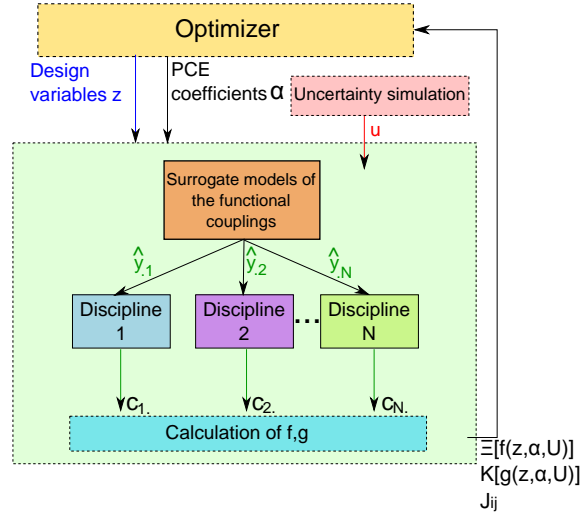 Optimizer
Design
variables z
PCE
coefficients α
Uncertainty simulation
u
Surrogate models of
the functional
couplings
ŷ.1
ŷ.2
ŷ.N
Discipline
1
Discipline
2
...
Discipline
N
c1.
c2.
cN.
Calculation of f,g
Ξ[f(z,α,U)]
K[g(z,α,U)]
Jij